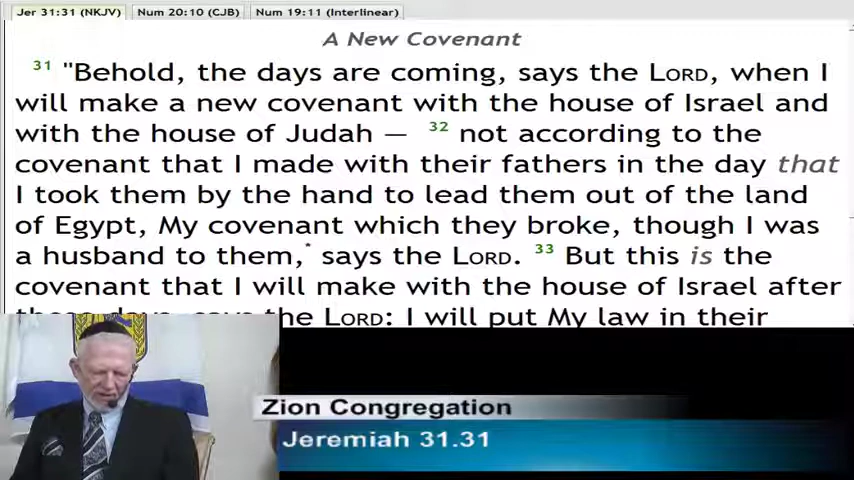 Jer 31:31 (NKJV) Num 20:10 (CJB) Num 19:11 (Interlinear)
A New Covenant
31 "Behold, the days are coming, says the LORD, when I
will make a new covenant with the house of Israel and
with the house of Judah — 32 not according to the
covenant that I made with their fathers in the day that
I took them by the hand to lead them out of the land
of Egypt, My covenant which they broke, though I was
a husband to them,* says the LORD. 33 But this is the
covenant that I will make with the house of Israel after
those days, says the LORD: I will put My law in their
Zion Congregation
Jeremiah 31.31